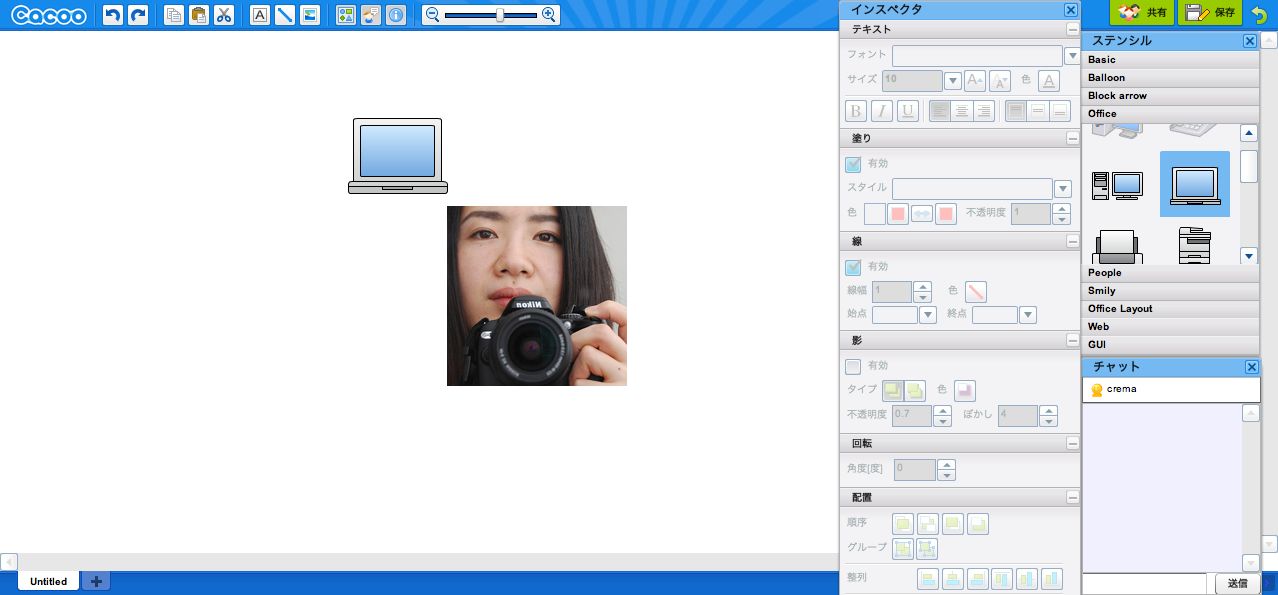 Cacoo
インスペクタ
共有
保存
テキスト
フォント
サイズ
10
色
A
B I U
塗り
有効
スタイル
色
不透明度
1
線
有効
線幅
1
色
始点
終点
影
有効
タイプ
色
不透明度
0.7
ぼかし
4
回転
角度[度]
0
配置
順序
グループ
整列
ステンシル
Basic
Balloon
Block arrow
Office
People
Smily
Office Layout
Web
GUI
チャット
crema
送信
Nikon
Untitled